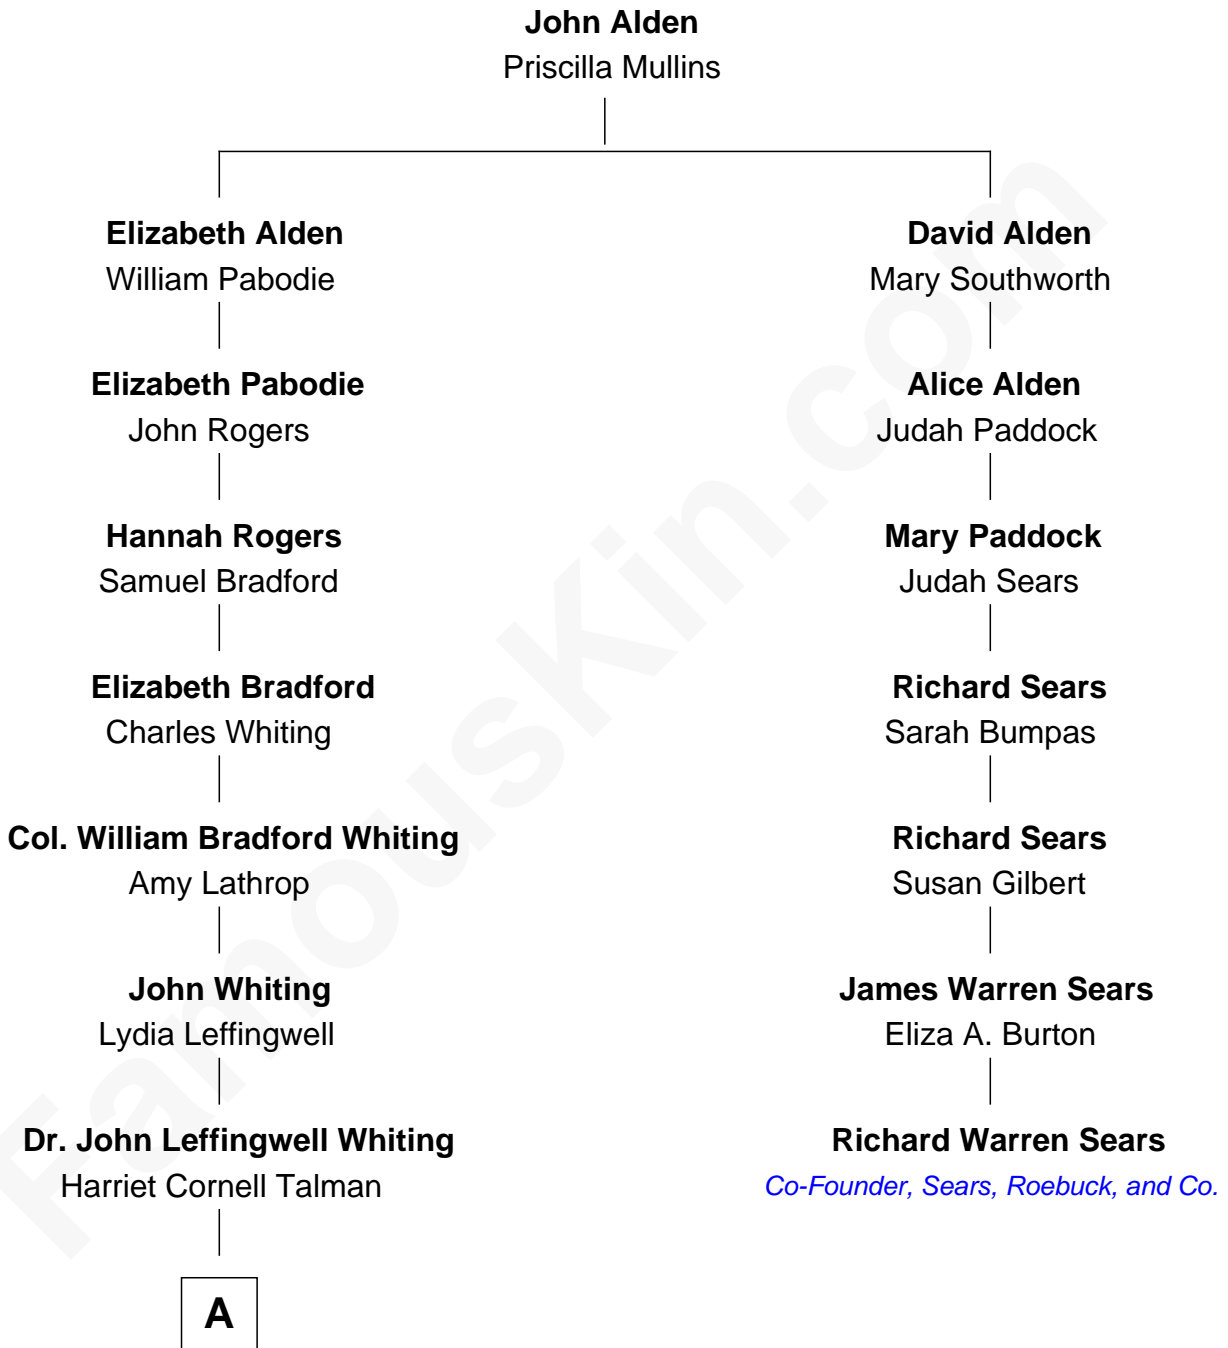 John Alden
Priscilla Mullins
Elizabeth Alden
William Pabodie
David Alden
Mary Southworth
Elizabeth Pabodie
John Rogers
Alice Alden
Judah Paddock
Hannah Rogers
Samuel Bradford
Mary Paddock
Judah Sears
Elizabeth Bradford
Charles Whiting
Richard Sears
Sarah Bumpas
Col. William Bradford Whiting
Amy Lathrop
Richard Sears
Susan Gilbert
John Whiting
Lydia Leffingwell
James Warren Sears
Eliza A. Burton
Dr. John Leffingwell Whiting
Harriet Cornell Talman
Richard Warren Sears
Co-Founder, Sears, Roebuck, and Co.
A
FamousKin.com